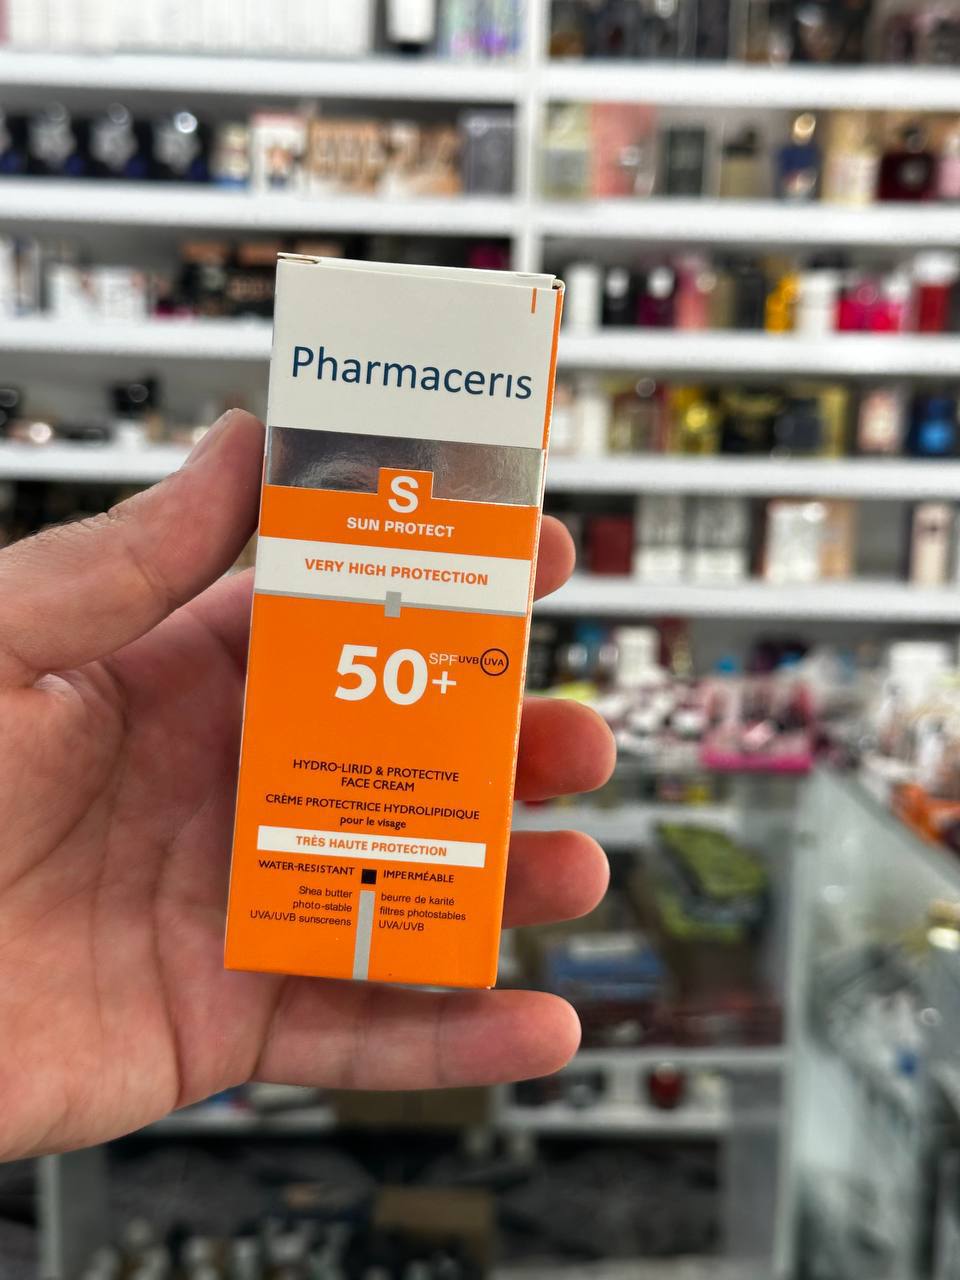 Pharmaceris
S
SUN PROTECT
VERY HIGH PROTECTION
50+ SPF UVB UVA
HYDRO-LIRID & PROTECTIVE
FACE CREAM
CRÈME PROTECTRICE HYDROLIPIDIQUE
pour le visage
TRÈS HAUTE PROTECTION
WATER-RESISTANT IMPERMÉABLE
Shea butter
photo-stable
UVA/UVB sunscreens
beurre de karité
filtres photostables
UVA/UVB